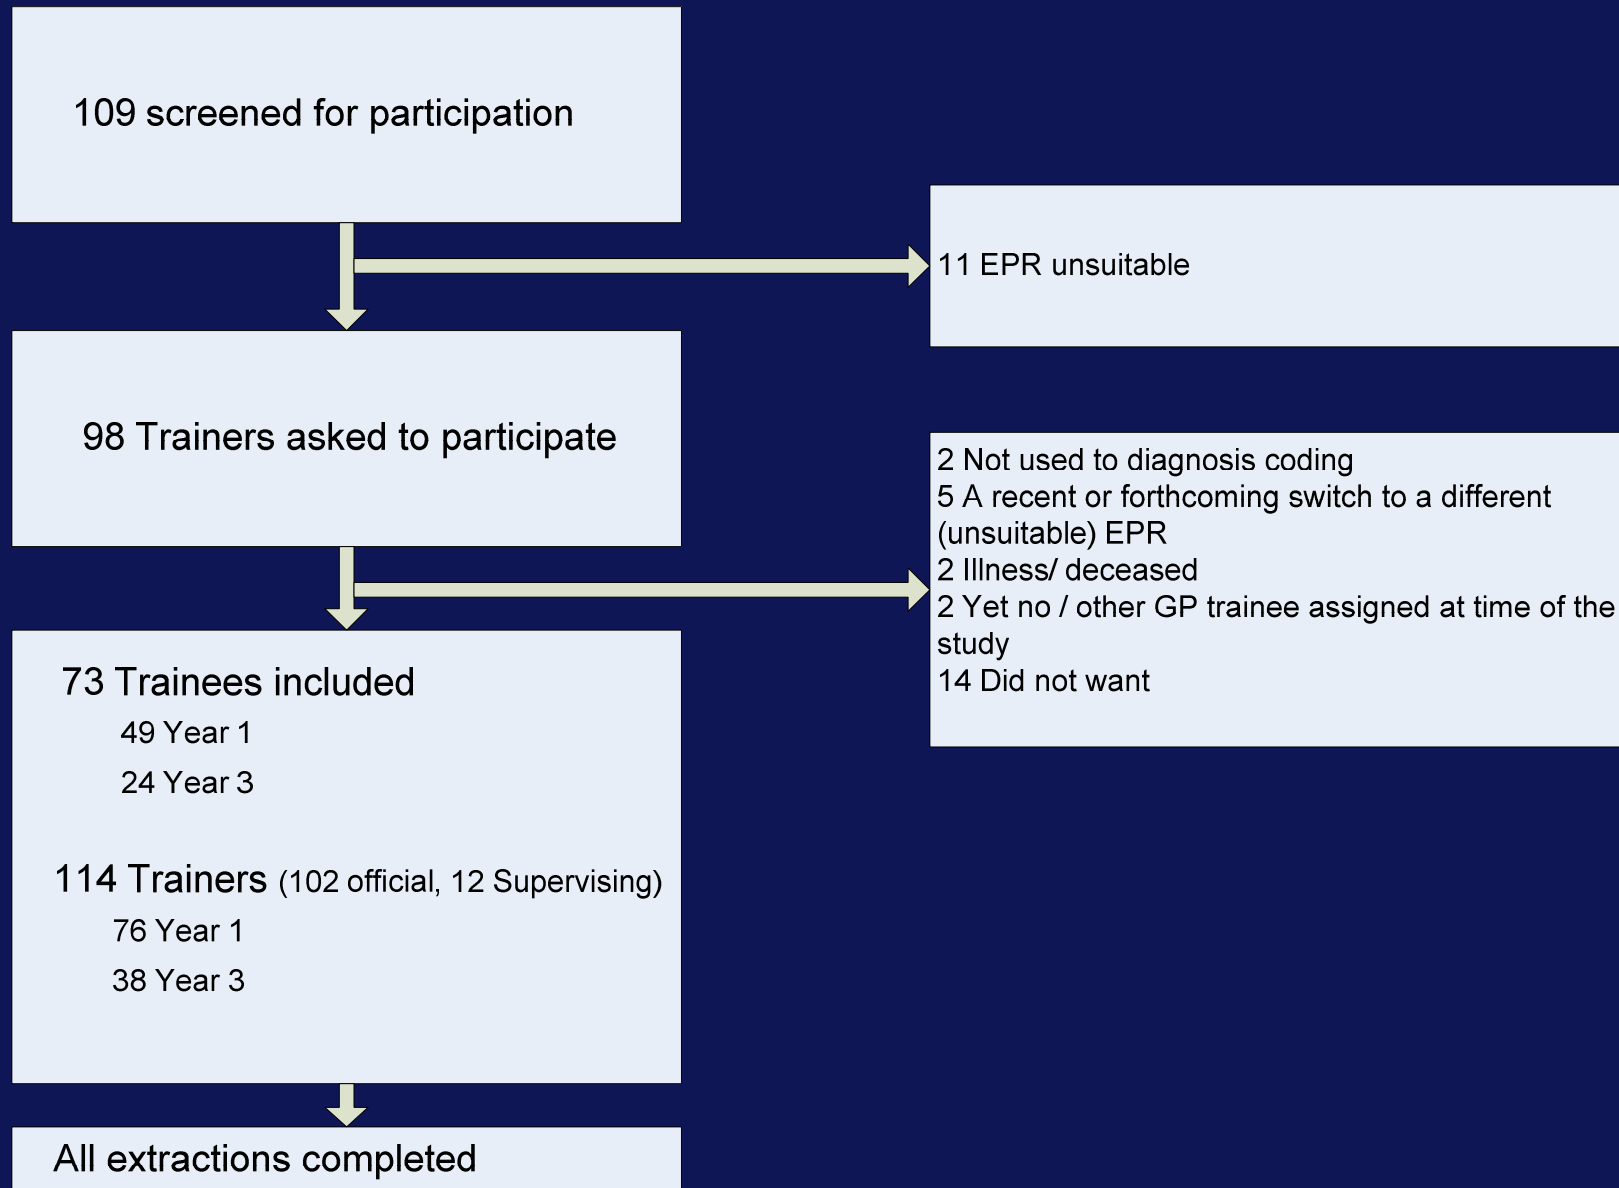 109 screened for participation
11 EPR unsuitable
98 Trainers asked to participate
2 Not used to diagnosis coding
5 A recent or forthcoming switch to a different
(unsuitable) EPR
2 Illness/ deceased
2 Yet no / other GP trainee assigned at time of the
study
14 Did not want
73 Trainees included
49 Year 1
24 Year 3
114 Trainers (102 official, 12 Supervising)
76 Year 1
38 Year 3
All extractions completed